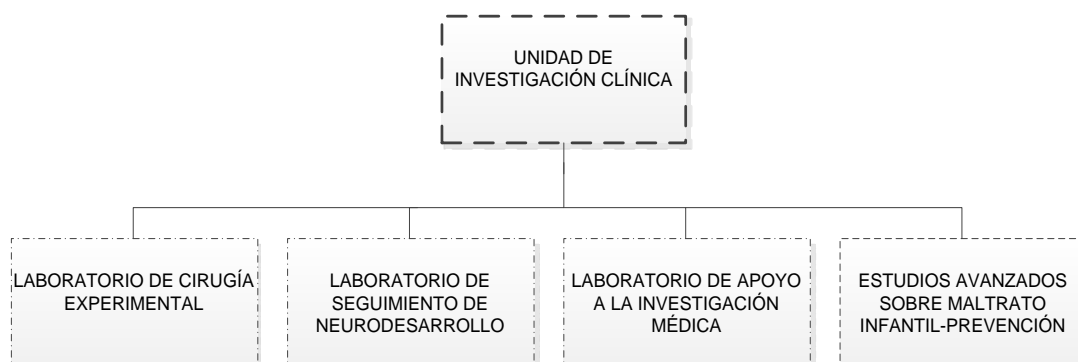 UNIDAD DE
INVESTIGACIÓN CLÍNICA
LABORATORIO DE CIRUGÍA
EXPERIMENTAL
LABORATORIO DE
SEGUIMIENTO DE
NEURODESARROLLO
LABORATORIO DE APOYO
A LA INVESTIGACIÓN
MÉDICA
ESTUDIOS AVANZADOS
SOBRE MALTRATO
INFANTIL-PREVENCIÓN